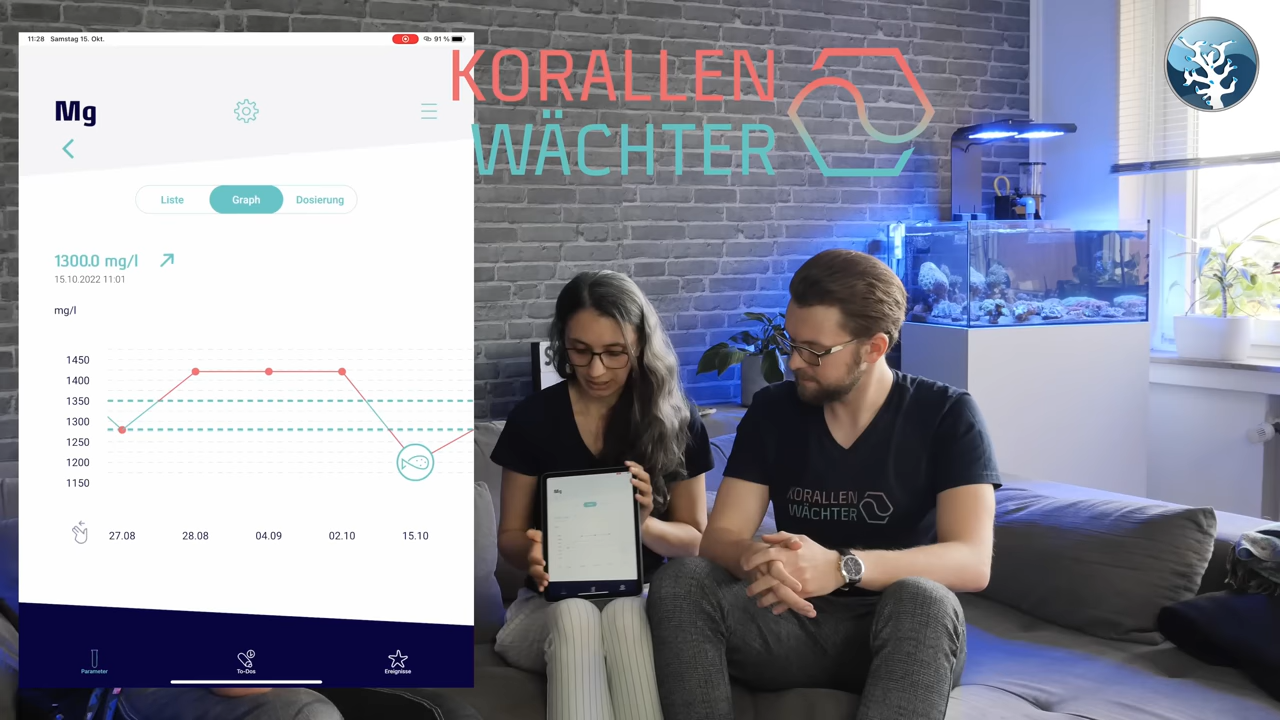 11:28 Samstag 15. Okt.
91 %
Mg
Liste
Graph
Dosierung
1300.0 mg/l
15.10.2022 11:01
mg/l
1450
1400
1350
1300
1250
1200
1150
27.08
28.08
04.09
02.10
15.10
Parameter
To-Dos
Ereignisse
KORALLEN
WÄCHTER
Mg
KORALLEN
WÄCHTER